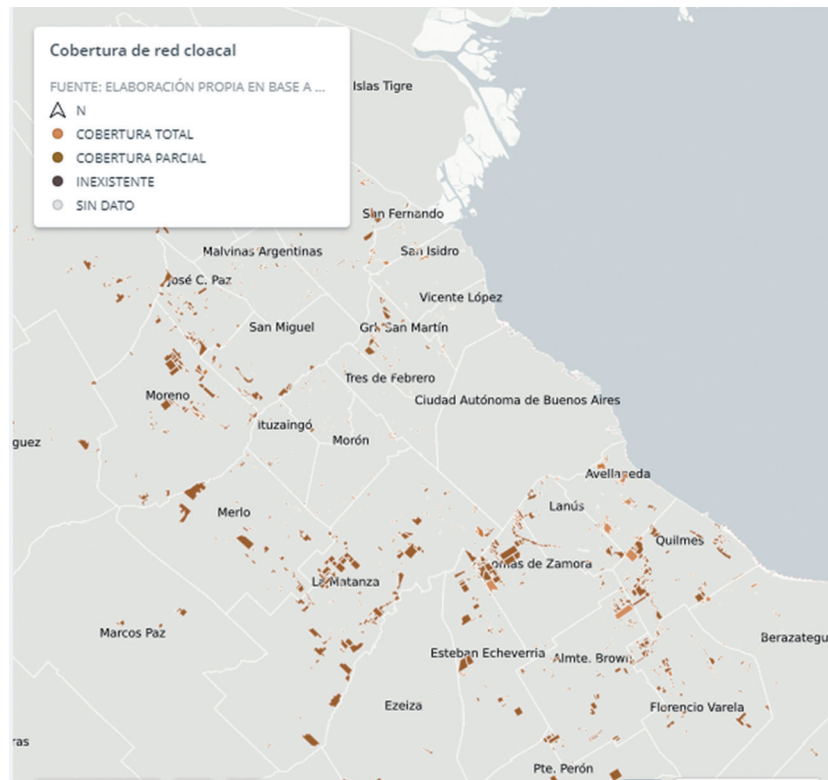 Cobertura de red cloacal
FUENTE: ELABORACIÓN PROPIA EN BASE A ...
N
COBERTURA TOTAL
COBERTURA PARCIAL
INEXISTENTE
SIN DATO
Islas Tigre
San Fernando
Malvinas Argentinas
San Isidro
José C. Paz
Vicente López
San Miguel
Gral. San Martín
Tres de Febrero
Moreno
Ciudad Autónoma de Buenos Aires
ituzaingó
Morón
guez
Avellaneda
Merlo
Lanús
Quilmes
omas de Zamora
La Matanza
Marcos Paz
Berazategu
Esteban Echeverria
Almte. Brown
Ezeiza
Florencio Varela
ras
Pte. Perón